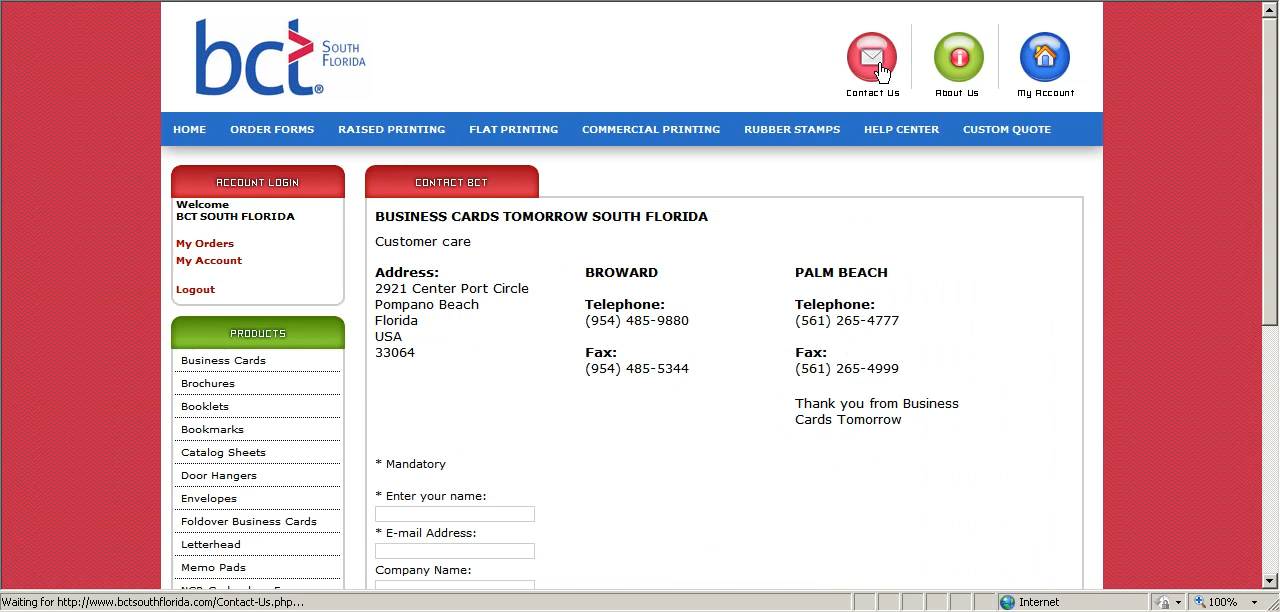 bct® SOUTH FLORIDA
Contact Us
About Us
My Account
HOME ORDER FORMS RAISED PRINTING FLAT PRINTING COMMERCIAL PRINTING RUBBER STAMPS HELP CENTER CUSTOM QUOTE
ACCOUNT LOGIN
Welcome
BCT SOUTH FLORIDA
My Orders
My Account
Logout
PRODUCTS
Business Cards
Brochures
Booklets
Bookmarks
Catalog Sheets
Door Hangers
Envelopes
Foldover Business Cards
Letterhead
Memo Pads
CONTACT BCT
BUSINESS CARDS TOMORROW SOUTH FLORIDA
Customer care
Address:
2921 Center Port Circle
Pompano Beach
Florida
USA
33064
BROWARD
Telephone:
(954) 485-9880
Fax:
(954) 485-5344
PALM BEACH
Telephone:
(561) 265-4777
Fax:
(561) 265-4999
Thank you from Business
Cards Tomorrow
* Mandatory
* Enter your name:
* E-mail Address:
Company Name:
Waiting for http://www.bctsouthflorida.com/Contact-Us.php...
Internet
100%